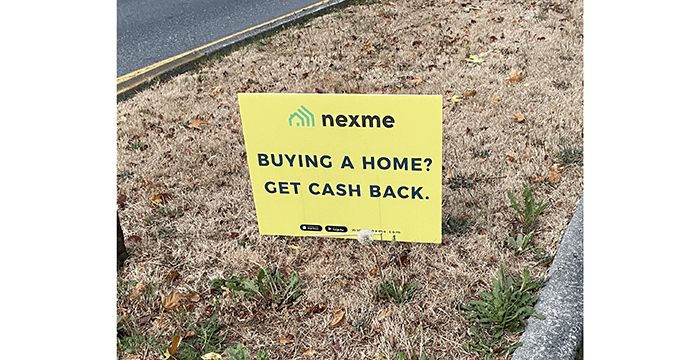 nexme
BUYING A HOME?
GET CASH BACK.